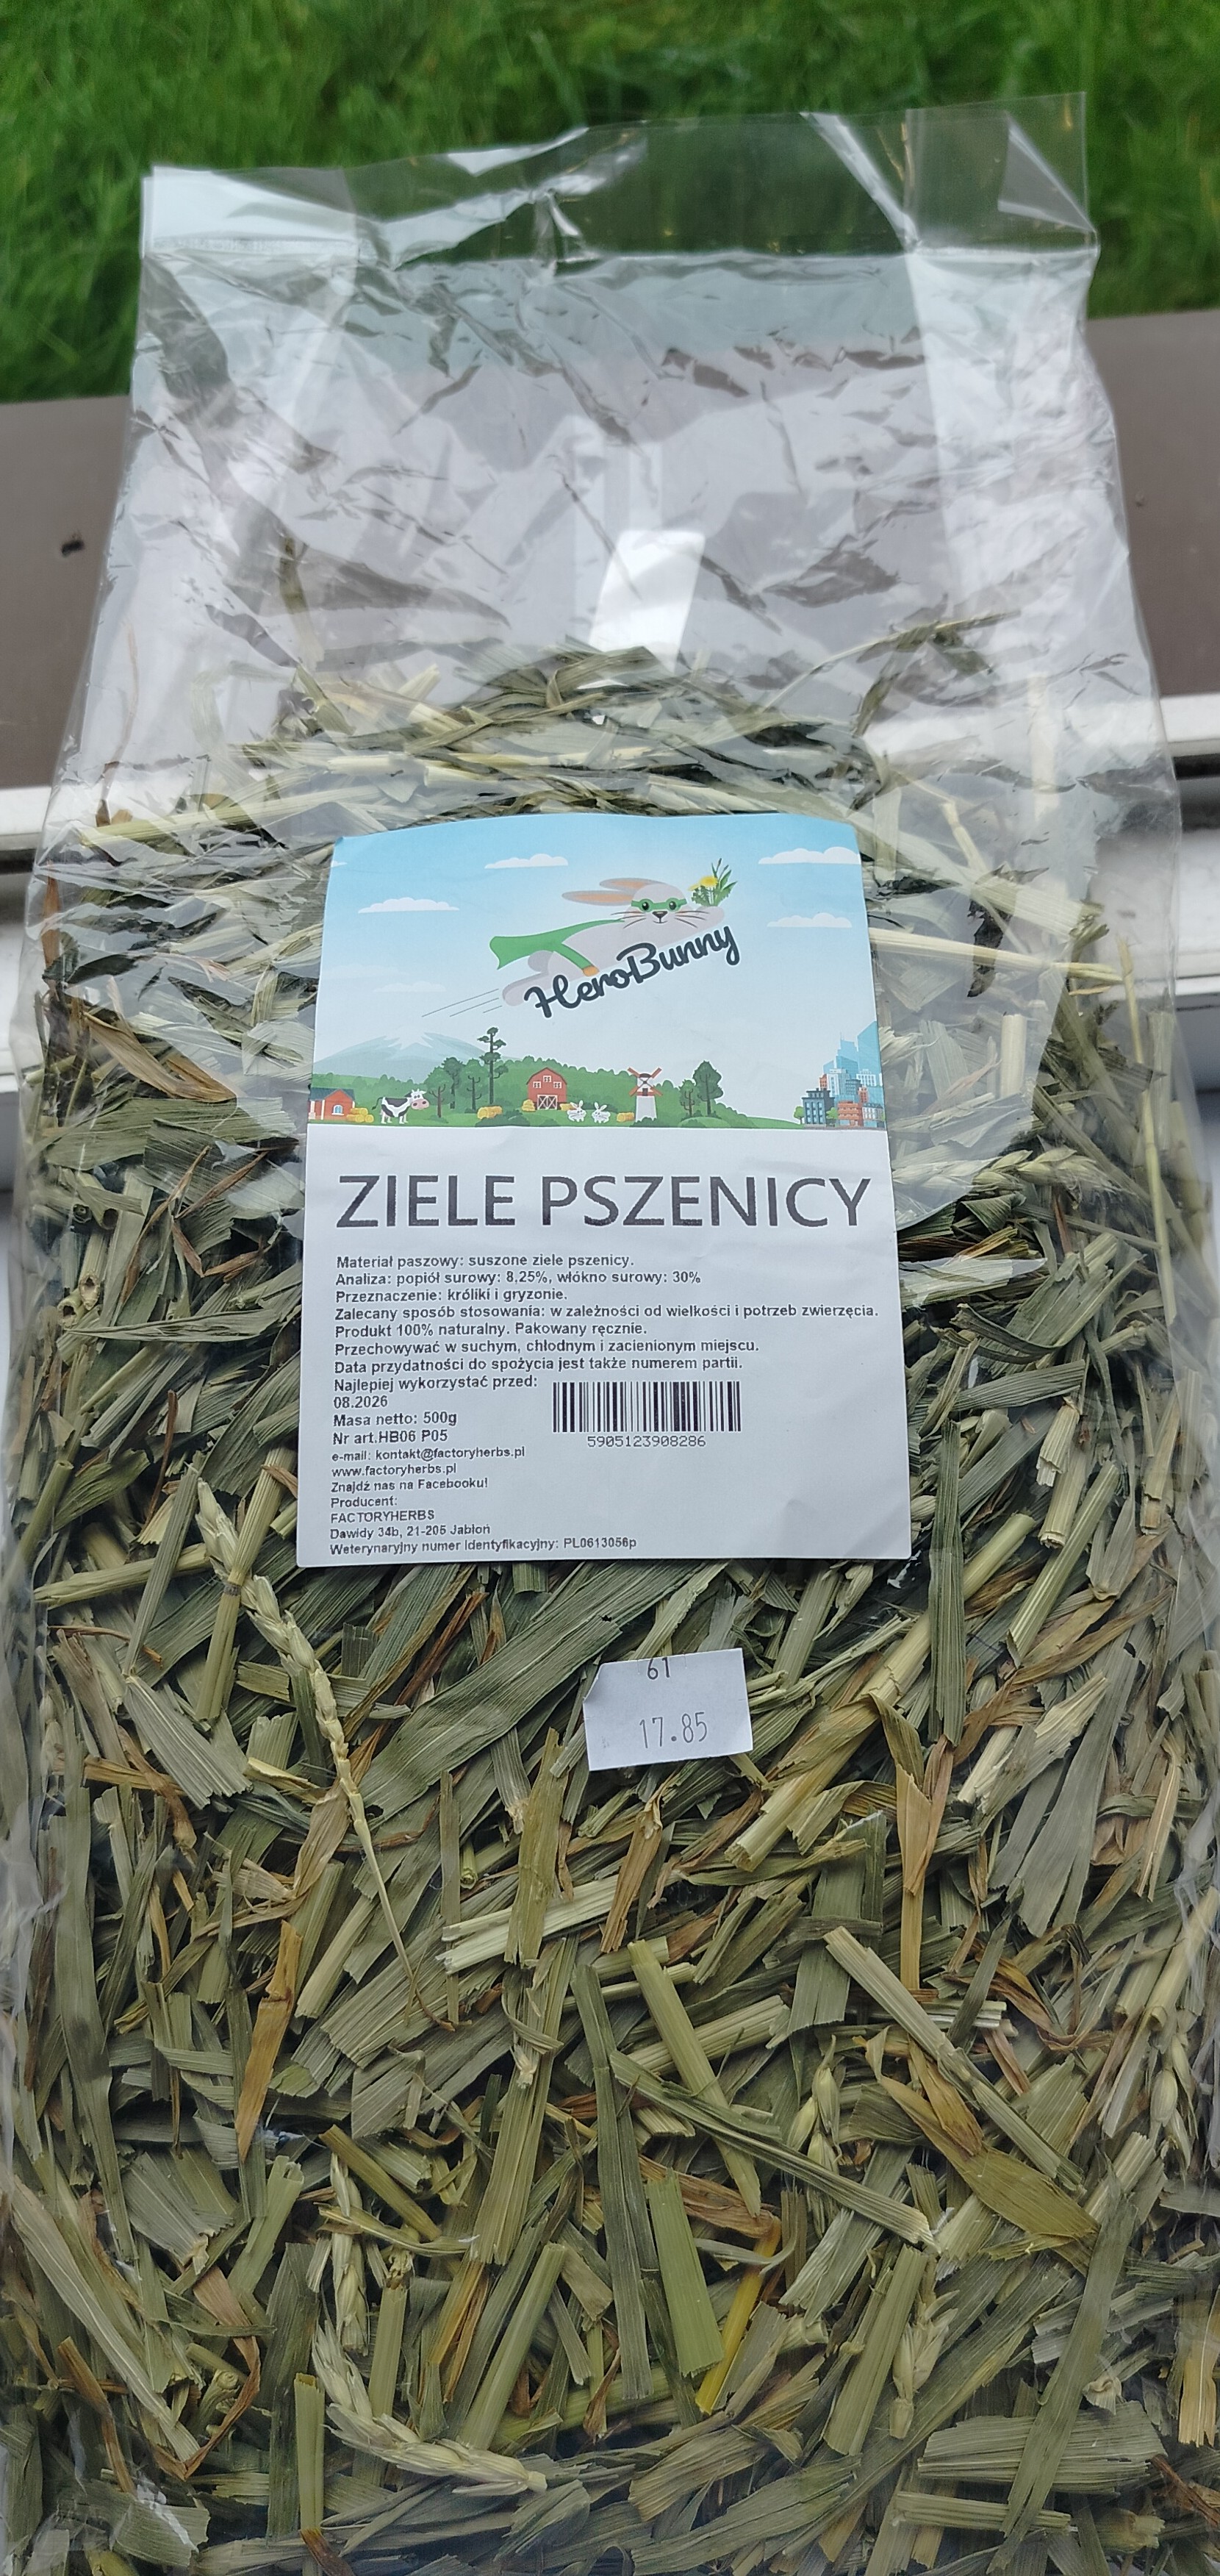 HeroBunny
ZIELE PSZENICY
Materiał paszowy: suszone ziele pszenicy.
Analiza: popiół surowy: 8,25%, włókno surowy: 30%
Przeznaczenie: króliki i gryzonie.
Zalecany sposób stosowania: w zależności od wielkości i potrzeb zwierzęcia.
Produkt 100% naturalny. Pakowany ręcznie.
Przechowywać w suchym, chłodnym i zacienionym miejscu.
Data przydatności do spożycia jest także numerem partii.
Najlepiej wykorzystać przed:
08.2026
Masa netto: 500g
Nr art.HB06 P05
5905123908286
e-mail: kontakt@factoryherbs.pl
www.factoryherbs.pl
Znajdź nas na Facebooku!
Producent:
FACTORYHERBS
Dawidy 34b, 21-205 Jabłoń
Weterynaryjny numer identyfikacyjny: PL0613056p
61
17.85